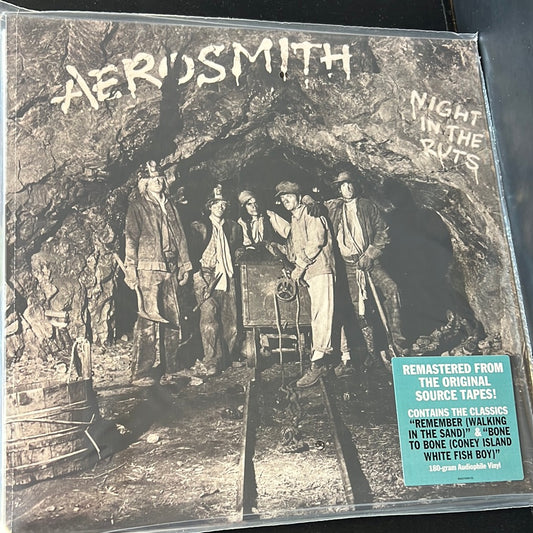 AEROSMITH
NIGHT
IN THE
RUTS
REMASTERED FROM
THE ORIGINAL
SOURCE TAPES!
CONTAINS THE CLASSICS
"REMEMBER (WALKING
IN THE SAND)" & "BONE
TO BONE (CONEY ISLAND
WHITE FISH BOY)"
180-gram Audiophile Vinyl